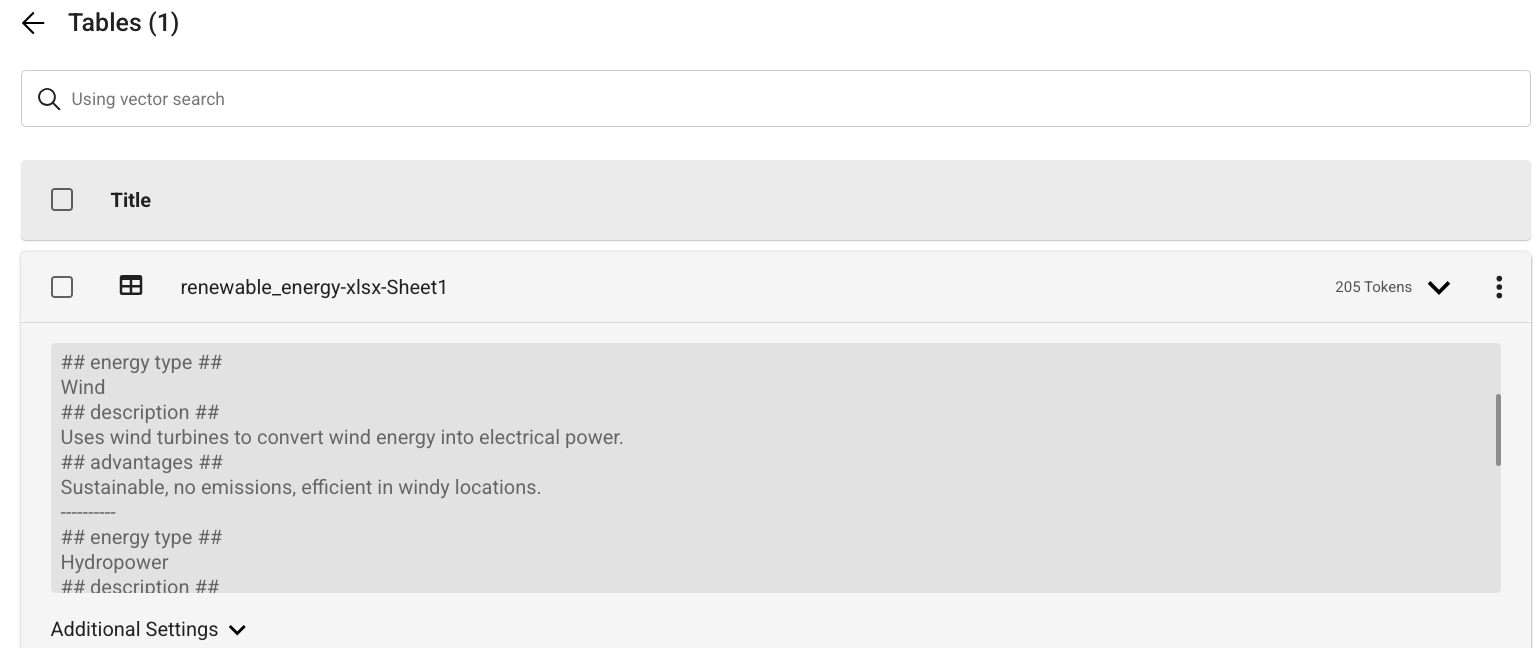 Tables (1)
Using vector search
Title
renewable_energy-xlsx-Sheet1
205 Tokens
## energy type ##
Wind
## description ##
Uses wind turbines to convert wind energy into electrical power.
## advantages ##
Sustainable, no emissions, efficient in windy locations.
----------
## energy type ##
Hydropower
## description ##
Additional Settings